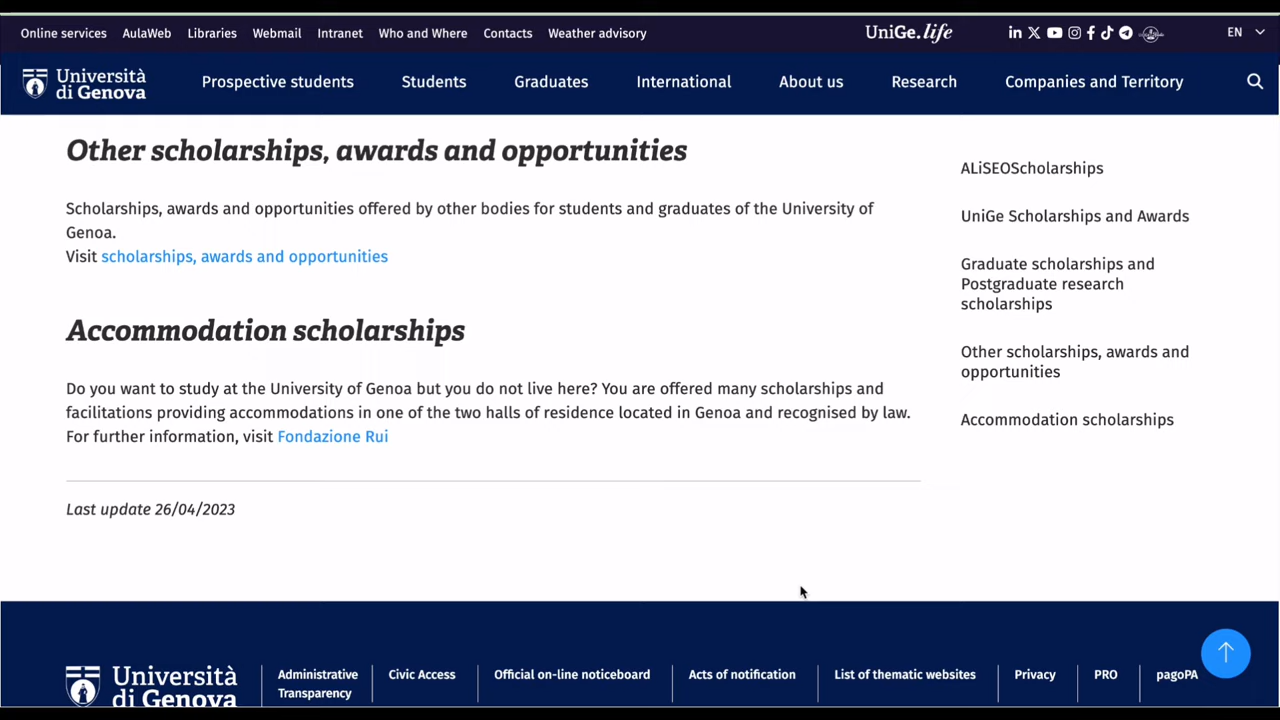 Online services AulaWeb Libraries Webmail Intranet Who and Where Contacts Weather advisory UniGe.life EN
Università
di Genova
Prospective students Students Graduates International About us Research Companies and Territory
Other scholarships, awards and opportunities
Scholarships, awards and opportunities offered by other bodies for students and graduates of the University of
Genoa.
Visit scholarships, awards and opportunities
Accommodation scholarships
Do you want to study at the University of Genoa but you do not live here? You are offered many scholarships and
facilitations providing accommodations in one of the two halls of residence located in Genoa and recognised by law.
For further information, visit Fondazione Rui
Last update 26/04/2023
ALiSEOScholarships
UniGe Scholarships and Awards
Graduate scholarships and
Postgraduate research
scholarships
Other scholarships, awards and
opportunities
Accommodation scholarships
Università
di Genova
Administrative
Transparency
Civic Access
Official on-line noticeboard
Acts of notification
List of thematic websites
Privacy
PRO
pagoPA